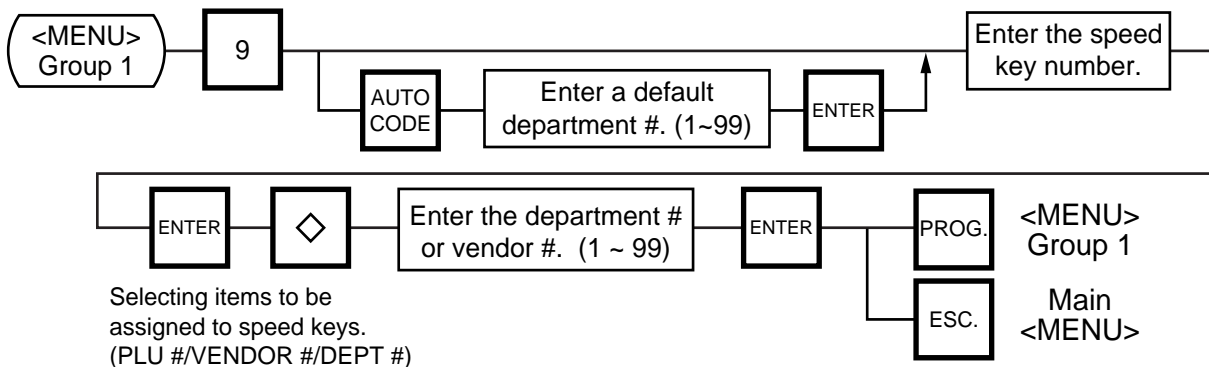 <MENU>
Group 1
9
AUTO
CODE
Enter a default
department #. (1~99)
ENTER
Enter the speed
key number.
ENTER
◇
Enter the department #
or vendor #. (1 ~ 99)
ENTER
PROG.
<MENU>
Group 1
ESC.
Main
<MENU>
Selecting items to be
assigned to speed keys.
(PLU #/VENDOR #/DEPT #)